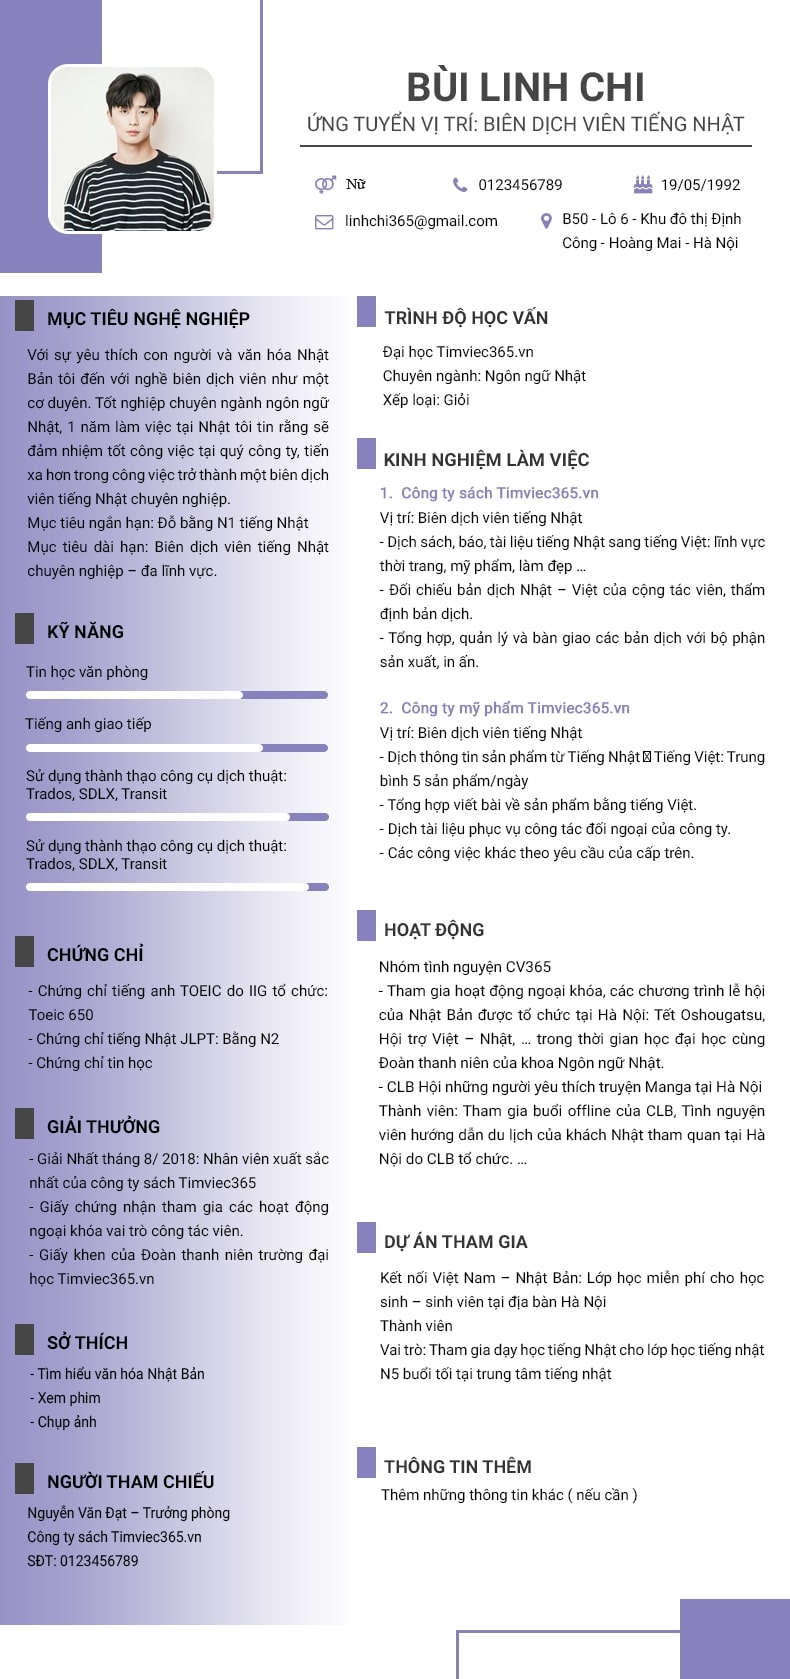 BÙI LINH CHI
ỨNG TUYỂN VỊ TRÍ: BIÊN DỊCH VIÊN TIẾNG NHẬT
Nữ
0123456789
19/05/1992
linhchi365@gmail.com
B50 - Lô 6 - Khu đô thị Định
Công - Hoàng Mai - Hà Nội
MỤC TIÊU NGHỆ NGHIỆP
Với sự yêu thích con người và văn hóa Nhật
Bản tôi đến với nghề biên dịch viên như một
cơ duyên. Tốt nghiệp chuyên ngành ngôn ngữ
Nhật, 1 năm làm việc tại Nhật tôi tin rằng sẽ
đảm nhiệm tốt công việc tại quý công ty, tiến
xa hơn trong công việc trở thành một biên dịch
viên tiếng Nhật chuyên nghiệp.
Mục tiêu ngắn hạn: Đỗ bằng N1 tiếng Nhật
Mục tiêu dài hạn: Biên dịch viên tiếng Nhật
chuyên nghiệp – đa lĩnh vực.
KỸ NĂNG
Tin học văn phòng
Tiếng anh giao tiếp
Sử dụng thành thạo công cụ dịch thuật:
Trados, SDLX, Transit
Sử dụng thành thạo công cụ dịch thuật:
Trados, SDLX, Transit
CHỨNG CHỈ
- Chứng chỉ tiếng anh TOEIC do IIG tổ chức:
Toeic 650
- Chứng chỉ tiếng Nhật JLPT: Bằng N2
- Chứng chỉ tin học
GIẢI THƯỞNG
- Giải Nhất tháng 8/ 2018: Nhân viên xuất sắc
nhất của công ty sách Timviec365
- Giấy chứng nhận tham gia các hoạt động
ngoại khóa vai trò công tác viên.
- Giấy khen của Đoàn thanh niên trường đại
học Timviec365.vn
SỞ THÍCH
- Tìm hiểu văn hóa Nhật Bản
- Xem phim
- Chụp ảnh
NGƯỜI THAM CHIẾU
Nguyễn Văn Đạt – Trưởng phòng
Công ty sách Timviec365.vn
SĐT: 0123456789
TRÌNH ĐỘ HỌC VẤN
Đại học Timviec365.vn
Chuyên ngành: Ngôn ngữ Nhật
Xếp loại: Giỏi
KINH NGHIỆM LÀM VIỆC
1. Công ty sách Timviec365.vn
Vị trí: Biên dịch viên tiếng Nhật
- Dịch sách, báo, tài liệu tiếng Nhật sang tiếng Việt: lĩnh vực
thời trang, mỹ phẩm, làm đẹp ...
- Đối chiếu bản dịch Nhật – Việt của cộng tác viên, thẩm
định bản dịch.
- Tổng hợp, quản lý và bàn giao các bản dịch với bộ phận
sản xuất, in ấn.
2. Công ty mỹ phẩm Timviec365.vn
Vị trí: Biên dịch viên tiếng Nhật
- Dịch thông tin sản phẩm từ Tiếng Nhật Tiếng Việt: Trung
bình 5 sản phẩm/ngày
- Tổng hợp viết bài về sản phẩm bằng tiếng Việt.
- Dịch tài liệu phục vụ công tác đối ngoại của công ty.
- Các công việc khác theo yêu cầu của cấp trên.
HOẠT ĐỘNG
Nhóm tình nguyện CV365
- Tham gia hoạt động ngoại khóa, các chương trình lễ hội
của Nhật Bản được tổ chức tại Hà Nội: Tết Oshougatsu,
Hội trợ Việt – Nhật, ... trong thời gian học đại học cùng
Đoàn thanh niên của khoa Ngôn ngữ Nhật.
- CLB Hội những người yêu thích truyện Manga tại Hà Nội
Thành viên: Tham gia buổi offline của CLB, Tình nguyện
viên hướng dẫn du lịch của khách Nhật tham quan tại Hà
Nội do CLB tổ chức. ...
DỰ ÁN THAM GIA
Kết nối Việt Nam – Nhật Bản: Lớp học miễn phí cho học
sinh – sinh viên tại địa bàn Hà Nội
Thành viên
Vai trò: Tham gia dạy học tiếng Nhật cho lớp học tiếng nhật
N5 buổi tối tại trung tâm tiếng nhật
THÔNG TIN THÊM
Thêm những thông tin khác ( nếu cần )